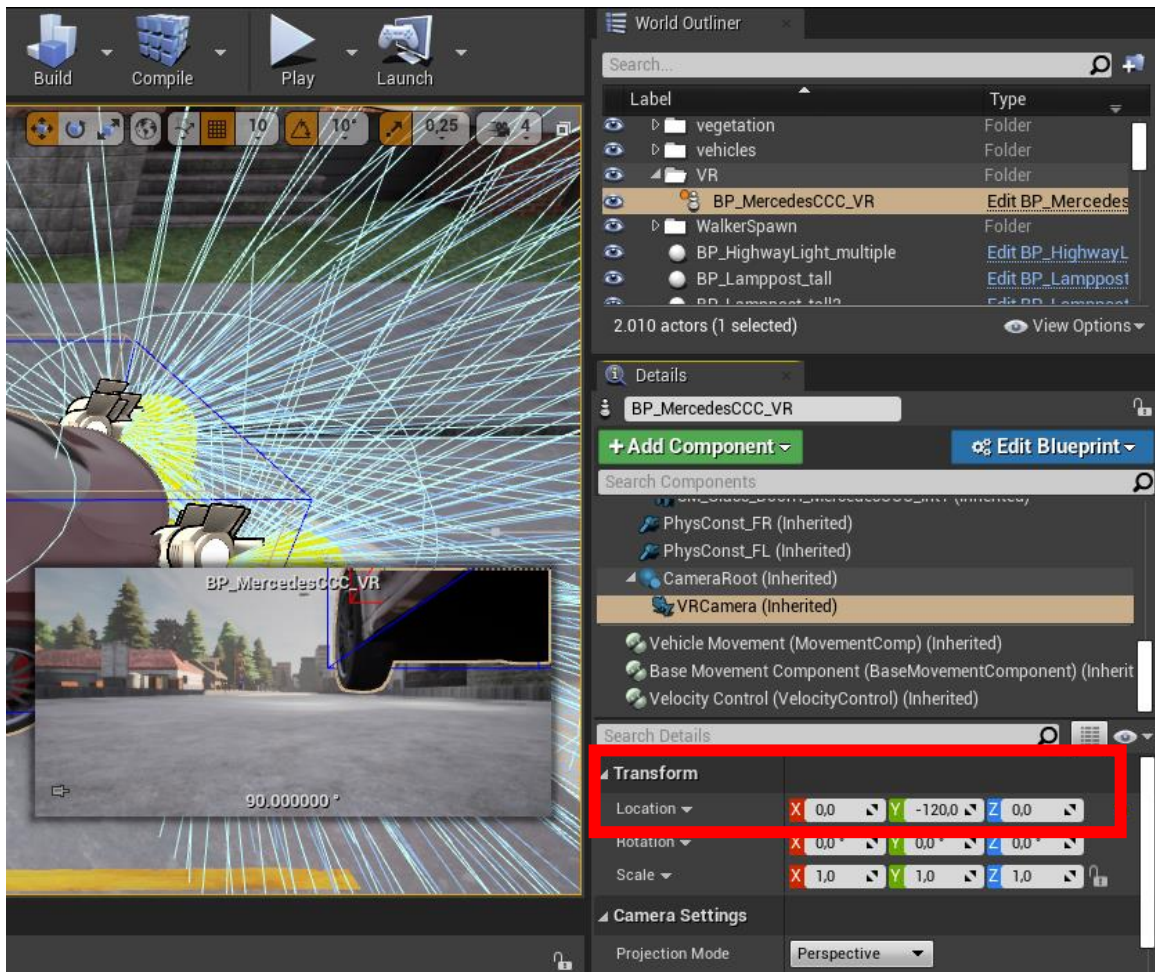 Build
Compile
Play
Launch
10
10°
0,25
4
BP_MercedesCCC_VR
90.000000 °
World Outliner
Search...
Label Type
vegetation Folder
vehicles Folder
VR Folder
BP_MercedesCCC_VR Edit BP_Mercedes
WalkerSpawn Folder
BP_HighwayLight_multiple Edit BP_HighwayL
BP_Lamppost_tall Edit BP_Lamppost
2.010 actors (1 selected) View Options
Details
BP_MercedesCCC_VR
+ Add Component Edit Blueprint
Search Components
PhysConst_FR (Inherited)
PhysConst_FL (Inherited)
CameraRoot (Inherited)
VRCamera (Inherited)
Vehicle Movement (MovementComp) (Inherited)
Base Movement Component (BaseMovementComponent) (Inherit
Velocity Control (VelocityControl) (Inherited)
Search Details
Transform
Location X 0,0 Y -120,0 Z 0,0
Rotation X 0,0 ° Y 0,0 ° Z 0,0 °
Scale X 1,0 Y 1,0 Z 1,0
Camera Settings
Projection Mode Perspective